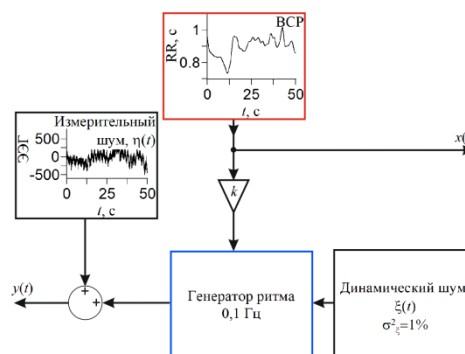 ВСР
RR, с
1
0.8
0 25 50
t, с
x(
Измерительный
шум, η(t)
ЭЭГ
500
0
-500
0 25 50
t, с
k
y(t)
+
+
Генератор ритма
0,1 Гц
Динамический шум
ξ(t)
σ²ξ=1%